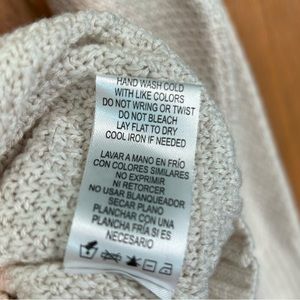 HAND WASH COLD
WITH LIKE COLORS
DO NOT WRING OR TWIST
DO NOT BLEACH
LAY FLAT TO DRY
COOL IRON IF NEEDED
LAVAR A MANO EN FRÍO
CON COLORES SIMILARES
NO EXPRIMIR
NI RETORCER
NO USAR BLANQUEADOR
SECAR PLANO
PLANCHAR CON UNA
PLANCHA FRÍA SI ES
NECESARIO